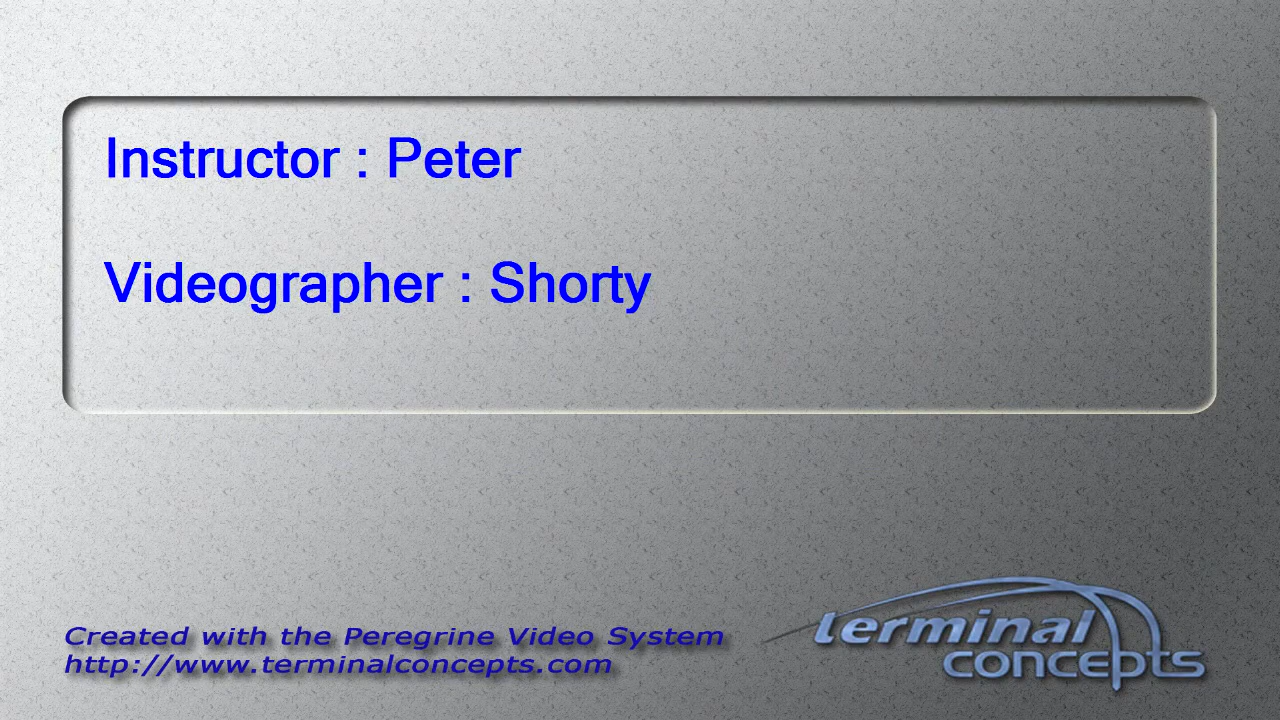 Instructor : Peter
Videographer : Shorty
Created with the Peregrine Video System
http://www.terminalconcepts.com
terminal
concepts